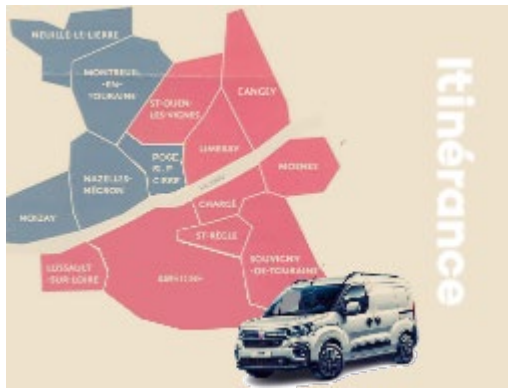 NEUILLÉ-LE-LIERRE
MONTREUIL
-EN-
TOURAINE
ST-OUEN-
LES-VIGNES
CANGEY
LIMERAY
NAZELLES-
NÉGRON
MOSNES
NOIZAY
CHARGÉ
ST-RÈGLE
SOUVIGNY
-DE-TOURAINE
LUSSAULT
-SUR-LOIRE
Itinérance